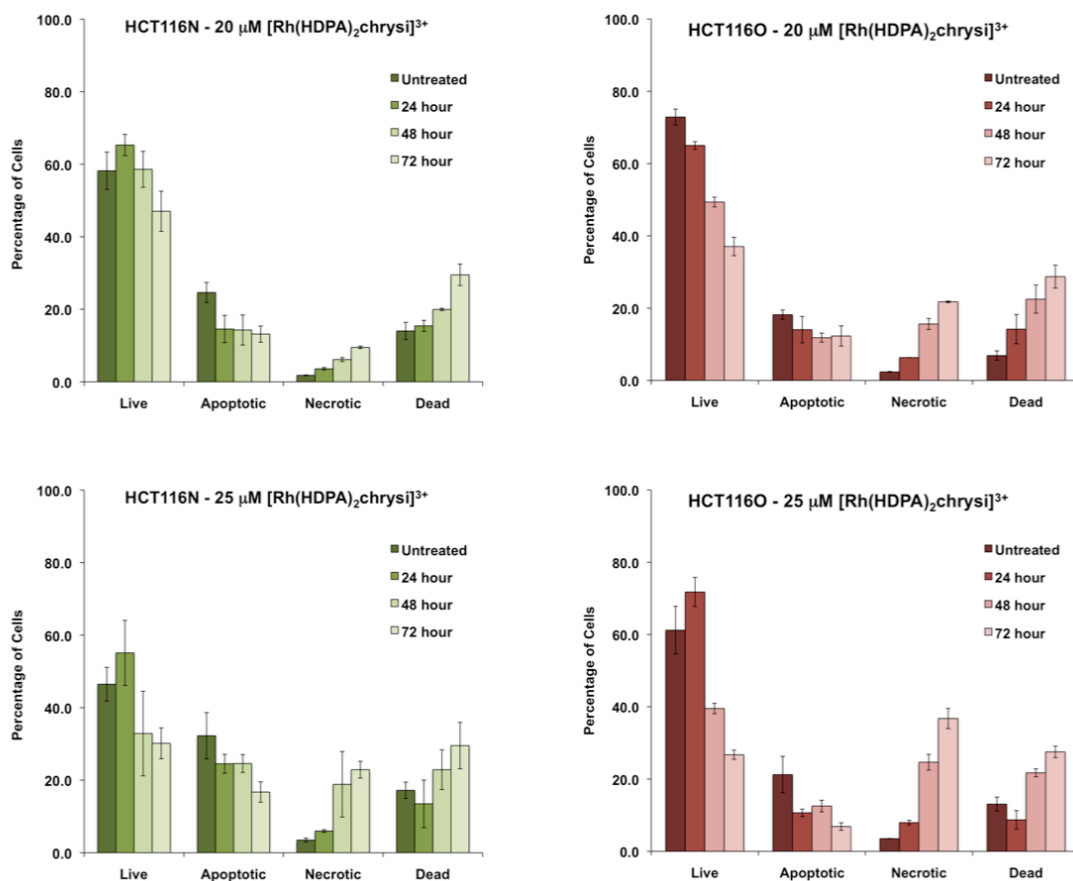 HCT116N - 20 μM [Rh(HDPA)₂chrysi]³⁺
Percentage of Cells
100.0
80.0
60.0
40.0
20.0
0.0
Untreated
24 hour
48 hour
72 hour
Live Apoptotic Necrotic Dead
HCT116O - 20 μM [Rh(HDPA)₂chrysi]³⁺
Percentage of Cells
100.0
80.0
60.0
40.0
20.0
0.0
Untreated
24 hour
48 hour
72 hour
Live Apoptotic Necrotic Dead
HCT116N - 25 μM [Rh(HDPA)₂chrysi]³⁺
Percentage of Cells
100.0
80.0
60.0
40.0
20.0
0.0
Untreated
24 hour
48 hour
72 hour
Live Apoptotic Necrotic Dead
HCT116O - 25 μM [Rh(HDPA)₂chrysi]³⁺
Percentage of Cells
100.0
80.0
60.0
40.0
20.0
0.0
Untreated
24 hour
48 hour
72 hour
Live Apoptotic Necrotic Dead